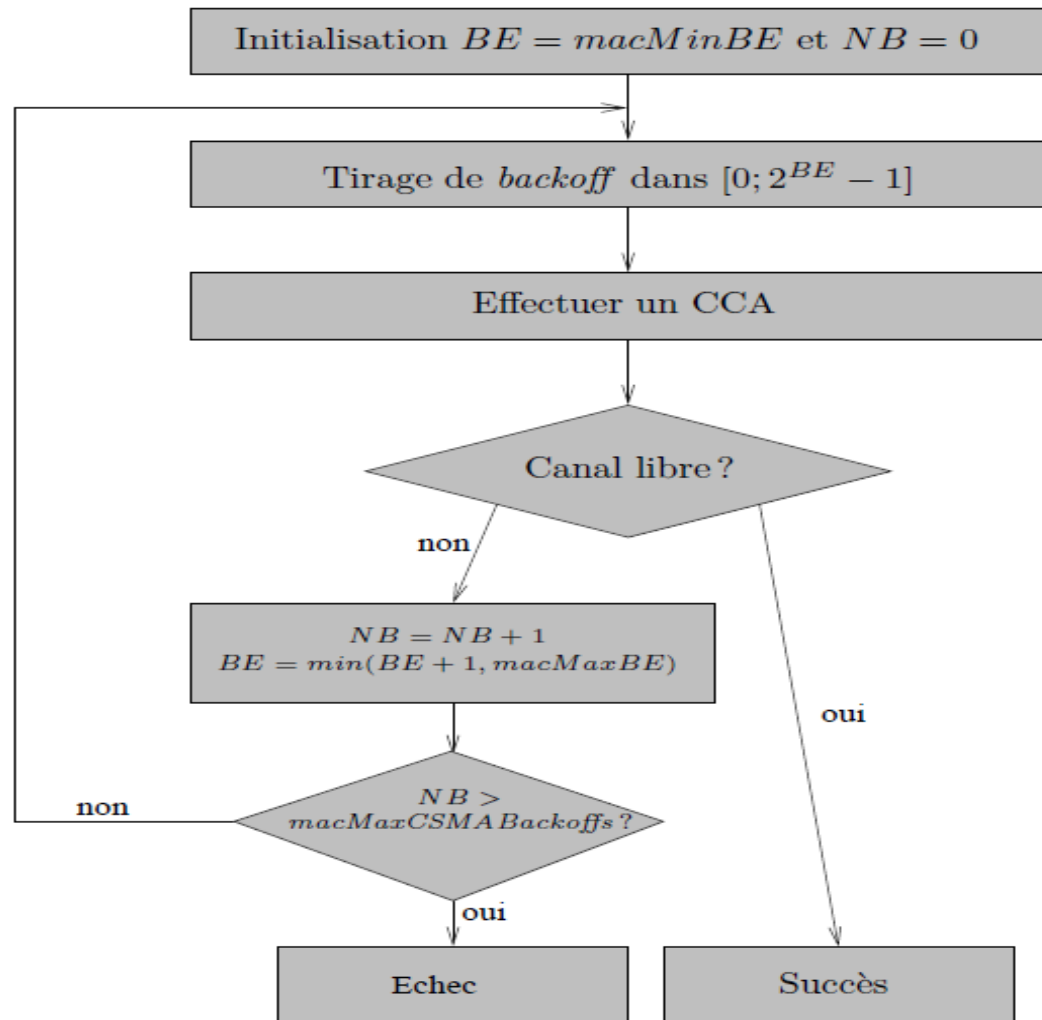 Initialisation BE = macMinBE et NB = 0
Tirage de backoff dans [0; 2^{BE} − 1]
Effectuer un CCA
Canal libre ?
non
NB = NB + 1
BE = min(BE + 1, macMaxBE)
oui
non
NB >
macMaxCSMABackoffs ?
oui
Echec
Succès